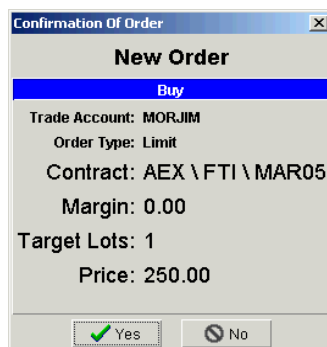 Confirmation Of Order
New Order
Buy
Trade Account: MORJIM
Order Type: Limit
Contract: AEX \ FTI \ MAR05
Margin: 0.00
Target Lots: 1
Price: 250.00
Yes No